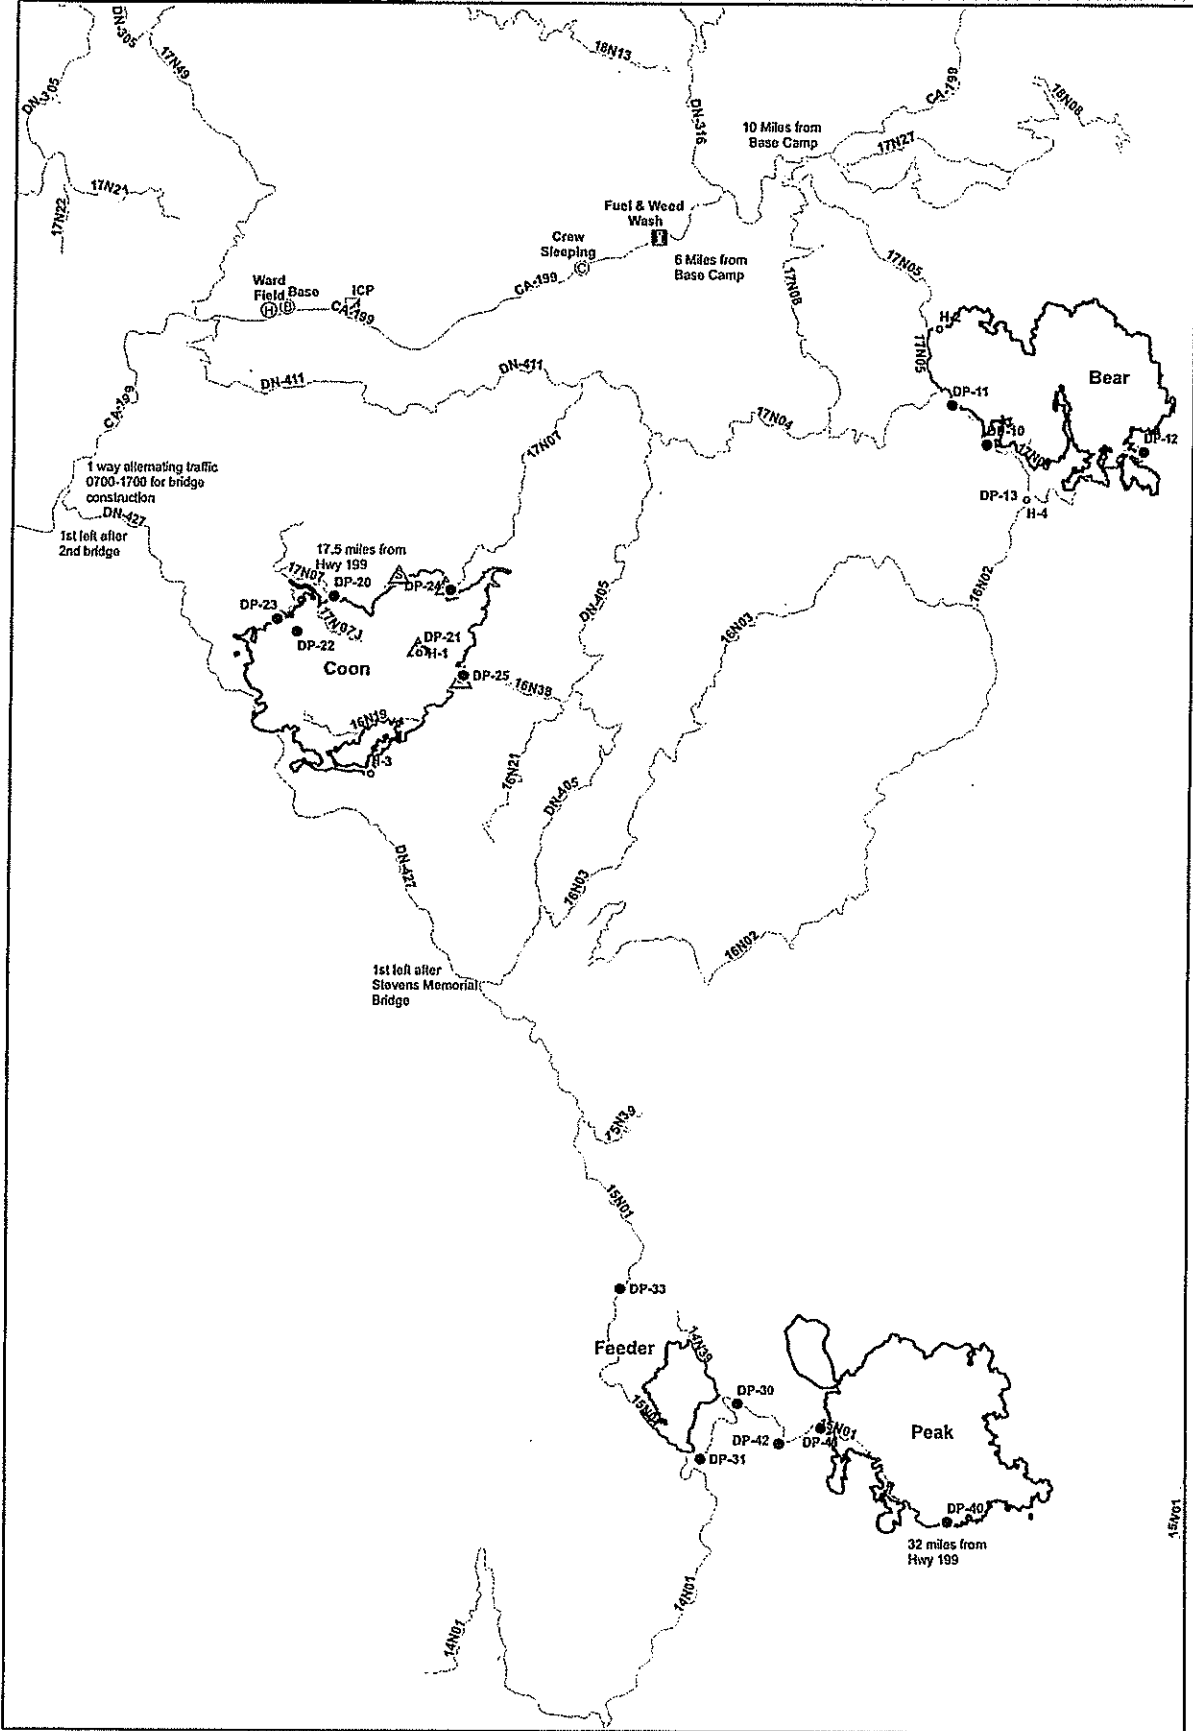 DN-305
17N49
18N13
DN-305
CA-199
18N08
DN-316
10 Miles from
Base Camp
17N27
17N21
17N22
Fuel & Weed
Wash
Crew
Sleeping
C
6 Miles from
Base Camp
17N05
17N08
Ward
Field
H
Base
B
ICP
CA-199
CA-199
H-2
17N05
Bear
DN-411
DN-411
DP-11
CA-199
17N04
DP-10
DP-12
17N01
1 way alternating traffic
0700-1700 for bridge
construction
DP-13
H-4
DN-427
1st left after
2nd bridge
17.5 miles from
Hwy 199
17N07
DP-20
S
DP-24
16N02
DN-405
DP-23
17N07J
16N03
DP-22
DP-21
H-1
Coon
DP-25
16N38
16N19
H-3
16N21
DN-405
DN-427
16N03
16N02
1st left after
Stevens Memorial
Bridge
15N39
15N01
DP-33
Feeder
14N39
DP-30
15N01
DP-42
DP-41
15N01
Peak
DP-31
DP-40
32 miles from
Hwy 199
15N01
14N01
14N01